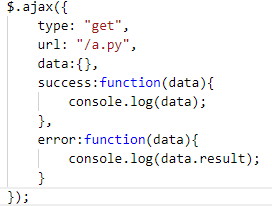 $.ajax({
    type: "get",
    url: "/a.py",
    data:{},
    success:function(data){
        console.log(data);
    },
    error:function(data){
        console.log(data.result);
    }
});